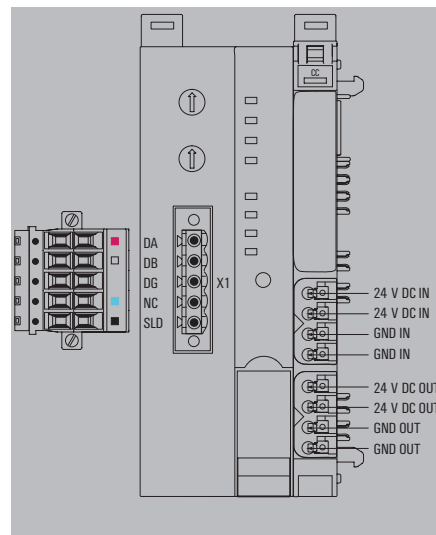 CC
DA
DB
DG
NC
SLD
X1
24 V DC IN
24 V DC IN
GND IN
GND IN
24 V DC OUT
24 V DC OUT
GND OUT
GND OUT